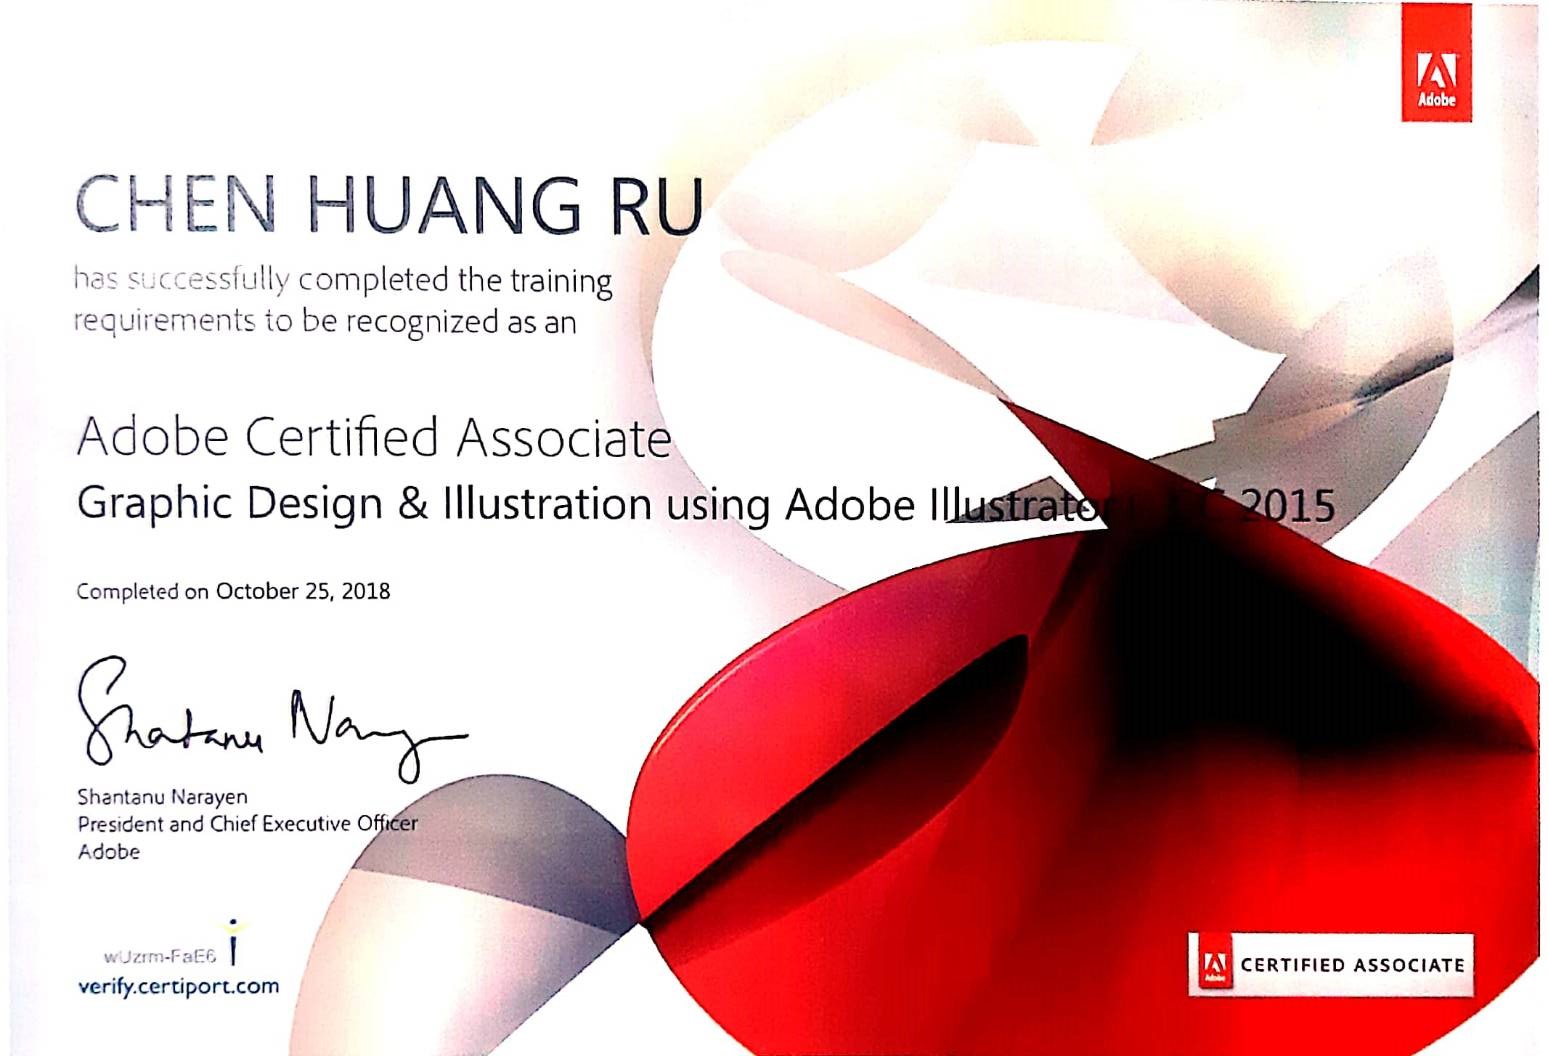 Adobe
CHEN HUANG RU
has successfully completed the training
requirements to be recognized as an
Adobe Certified Associate
Graphic Design & Illustration using Adobe Illustrator CC 2015
Completed on October 25, 2018
Shantanu Narayen
Shantanu Narayen
President and Chief Executive Officer
Adobe
wUzrm-FaE6
verify.certiport.com
Adobe CERTIFIED ASSOCIATE